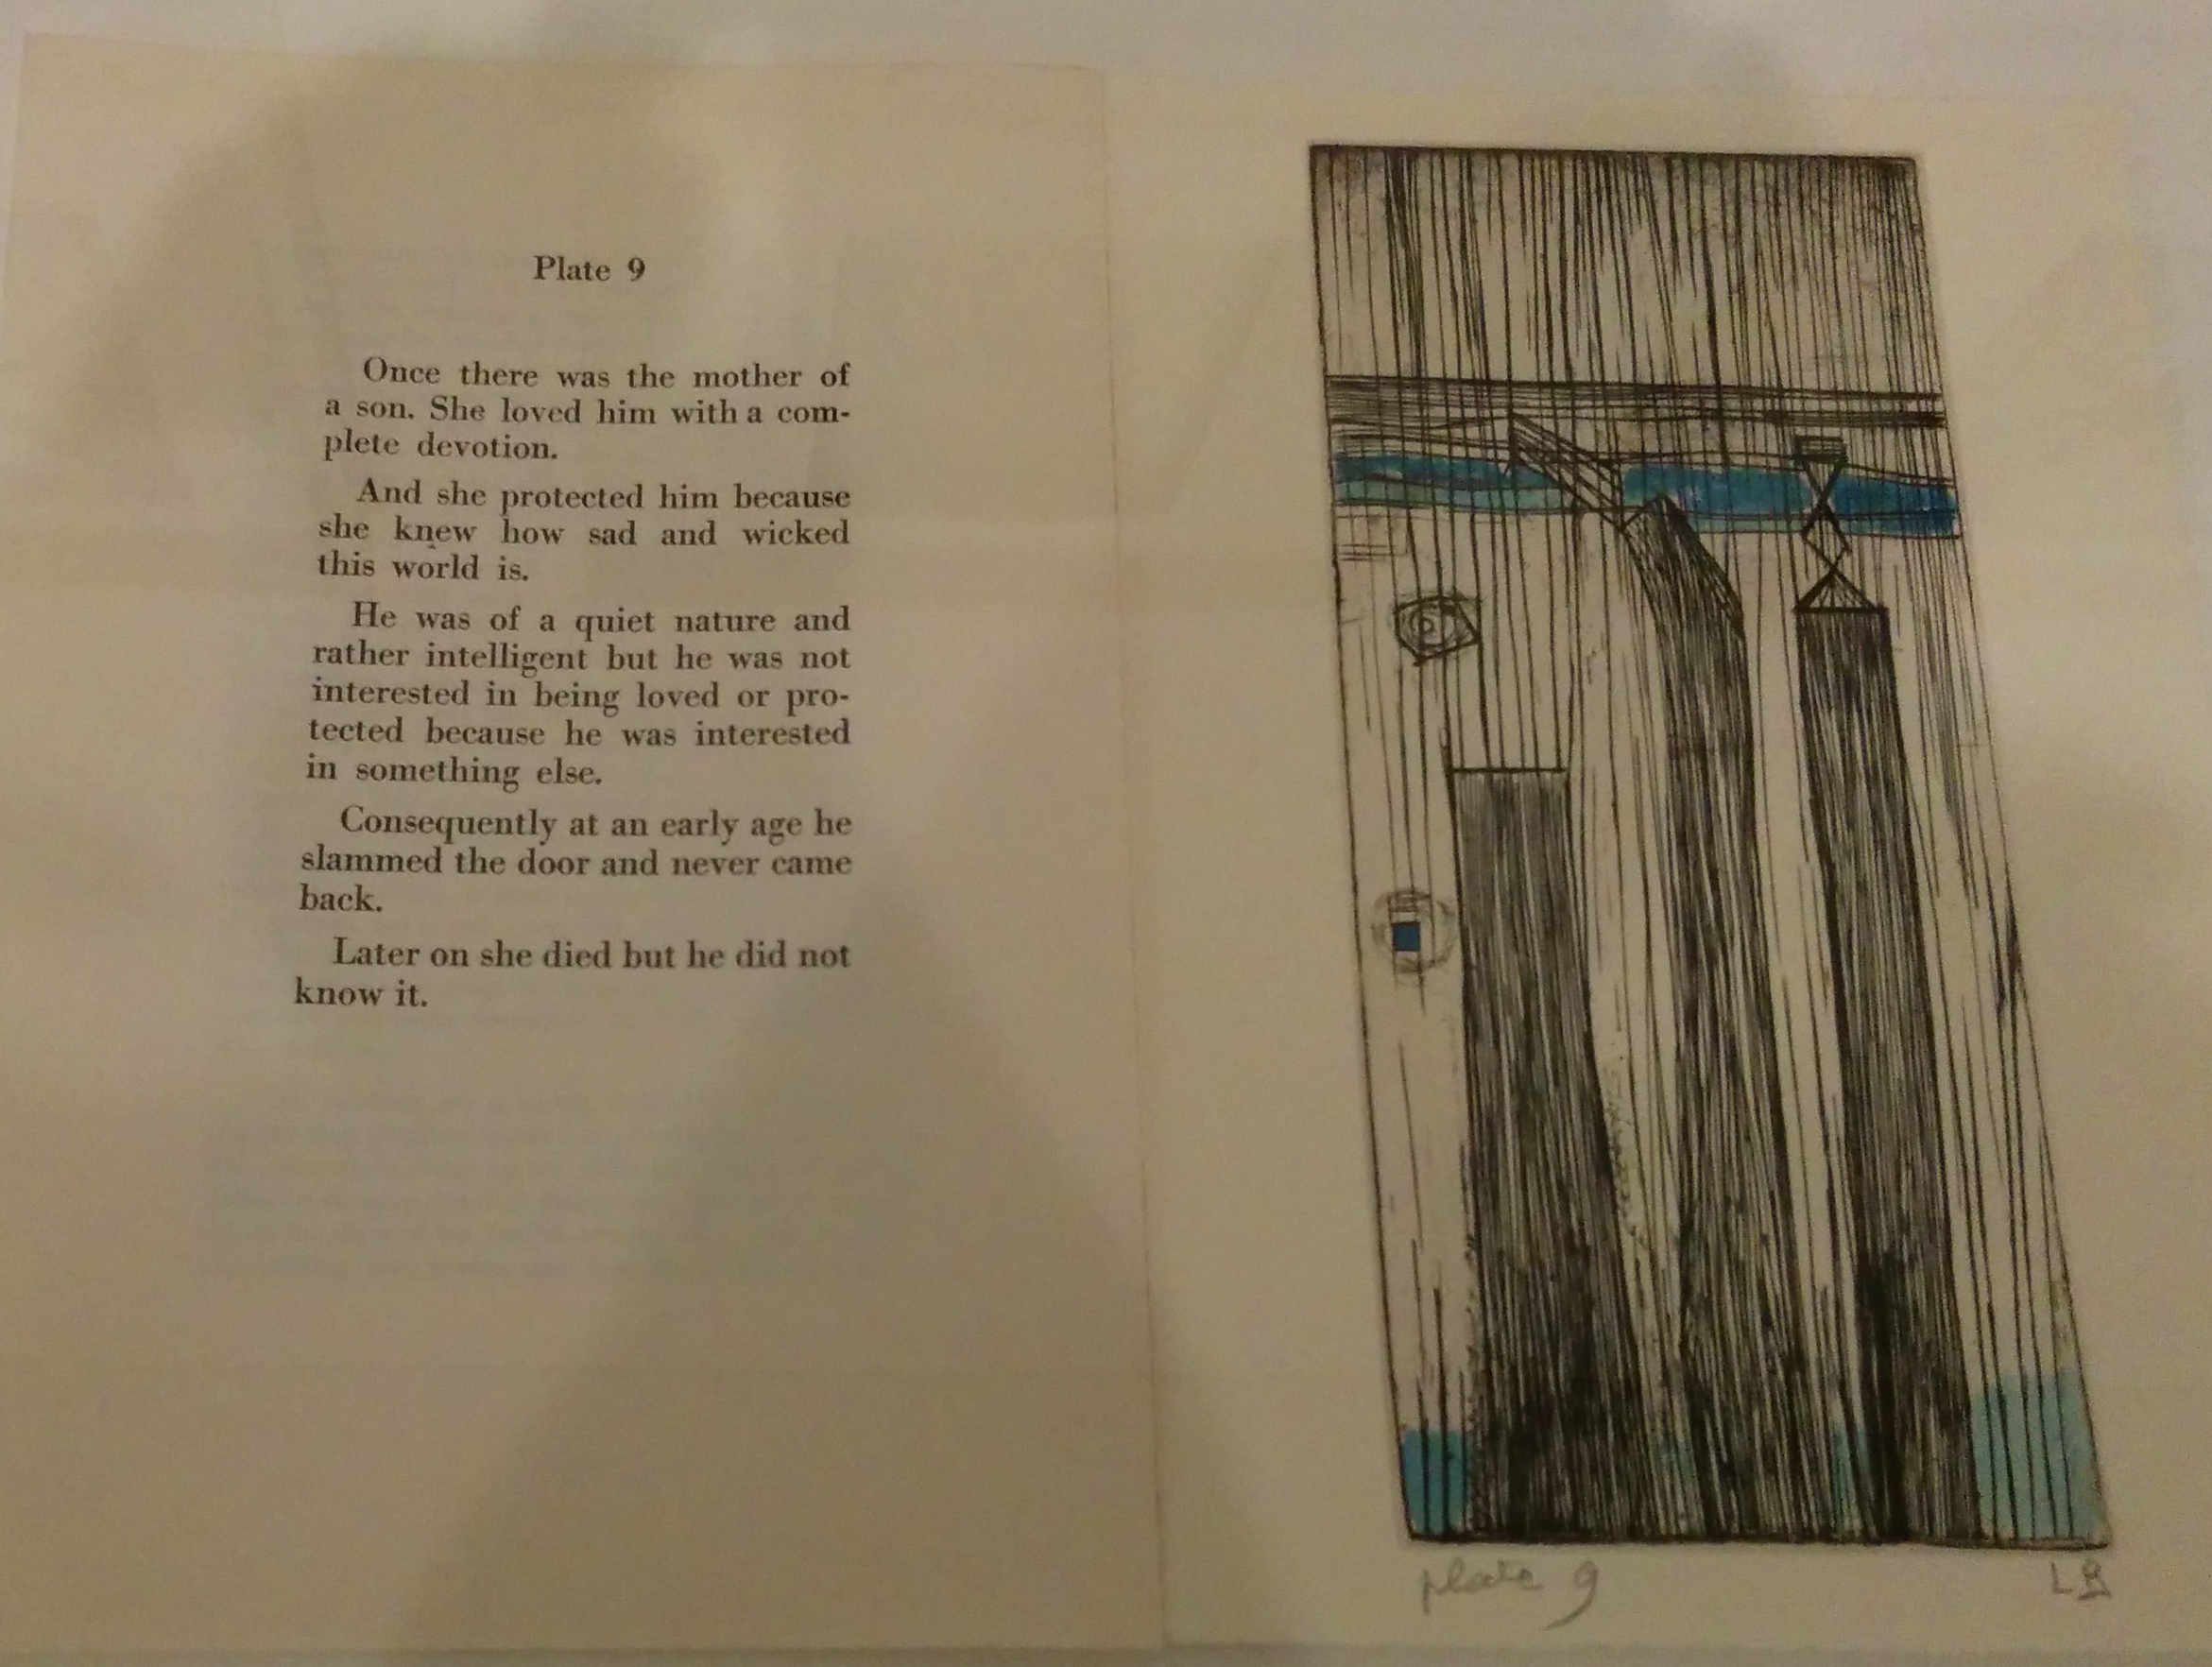 Plate 9
Once there was the mother of
a son. She loved him with a com-
plete devotion.
And she protected him because
she knew how sad and wicked
this world is.
He was of a quiet nature and
rather intelligent but he was not
interested in being loved or pro-
tected because he was interested
in something else.
Consequently at an early age he
slammed the door and never came
back.
Later on she died but he did not
know it.
plate 9
LB